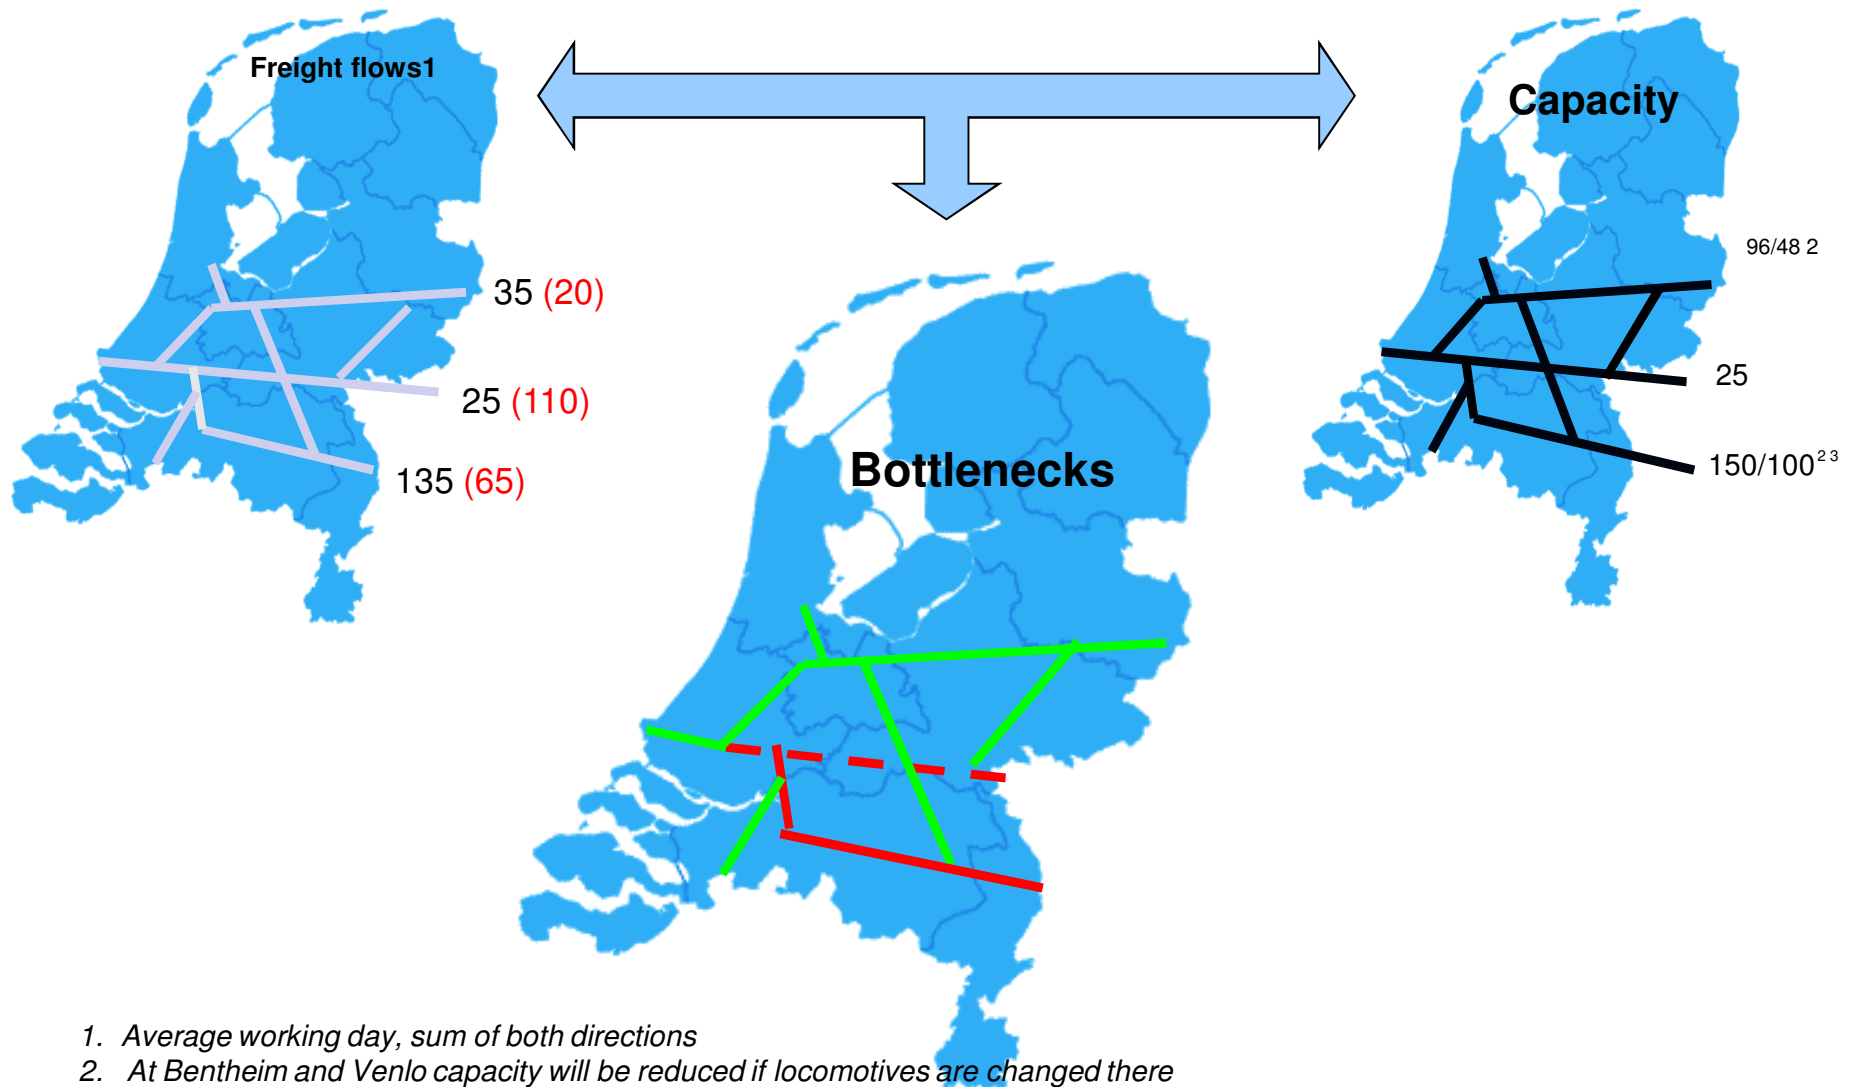 Freight flows1
Capacity
96/48 2
35 (20)
25
25 (110)
150/100 2 3
Bottlenecks
135 (65)
1. Average working day, sum of both directions
2. At Bentheim and Venlo capacity will be reduced if locomotives are changed there